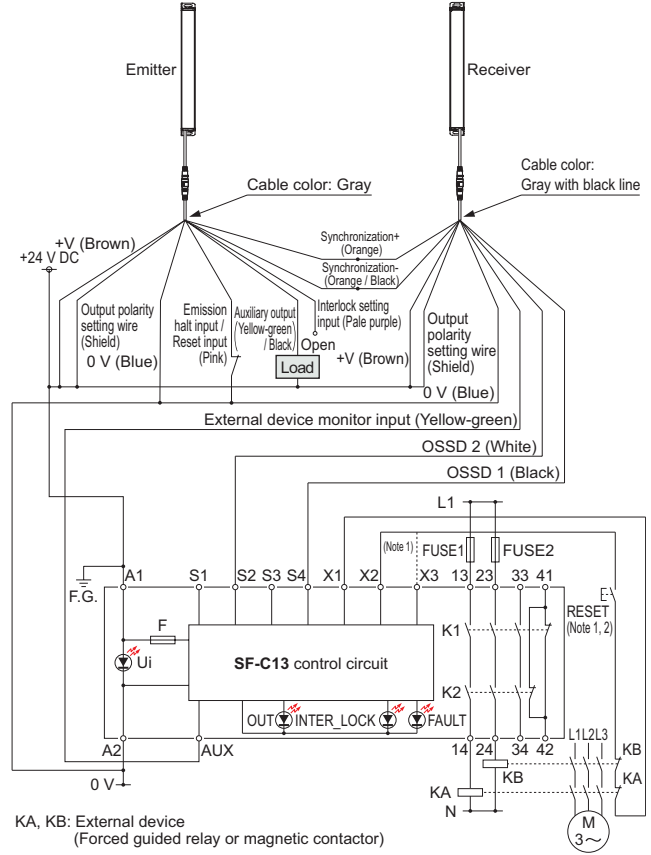 Emitter
Receiver
Cable color: Gray
Cable color:
Gray with black line
+V (Brown)
+24 V DC
Synchronization+
(Orange)
Synchronization-
(Orange / Black)
Output polarity
setting wire
(Shield)
0 V (Blue)
Emission
halt input /
Reset input
(Pink)
Auxiliary output
(Yellow-green
/ Black)
Interlock setting
input (Pale purple)
Open
Load
+V (Brown)
Output
polarity
setting wire
(Shield)
0 V (Blue)
External device monitor input (Yellow-green)
OSSD 2 (White)
OSSD 1 (Black)
L1
(Note 1)
FUSE1
FUSE2
F.G.
A1 S1 S2 S3 S4 X1 X2 X3 13 23 33 41
F
Ui
SF-C13 control circuit
K1
K2
RESET
(Note 1, 2)
OUT INTER_LOCK FAULT
A2 AUX 14 24 34 42
L1 L2 L3
KB
KA
KB
KA
0 V
N
M
3~
KA, KB: External device
(Forced guided relay or magnetic contactor)